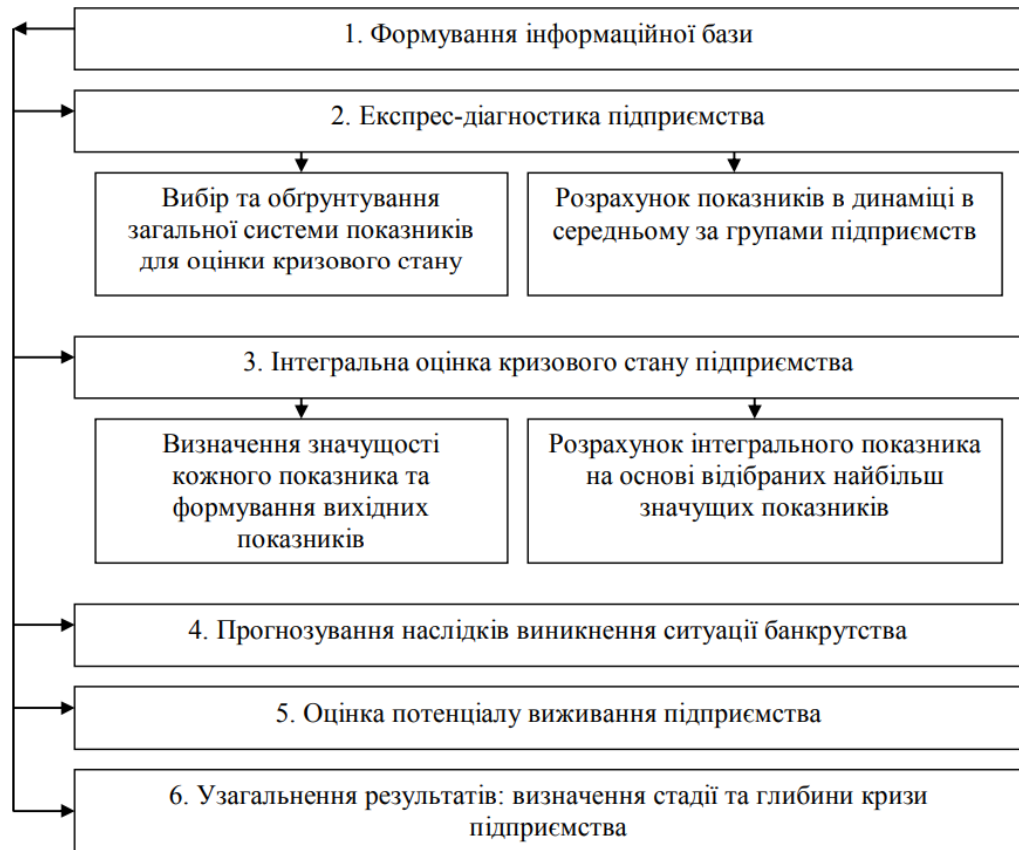 1. Формування інформаційної бази
2. Експрес-діагностика підприємства
Вибір та обґрунтування
загальної системи показників
для оцінки кризового стану
Розрахунок показників в динаміці в
середньому за групами підприємств
3. Інтегральна оцінка кризового стану підприємства
Визначення значущості
кожного показника та
формування вихідних
показників
Розрахунок інтегрального показника
на основі відібраних найбільш
значущих показників
4. Прогнозування наслідків виникнення ситуації банкрутства
5. Оцінка потенціалу виживання підприємства
6. Узагальнення результатів: визначення стадії та глибини кризи
підприємства